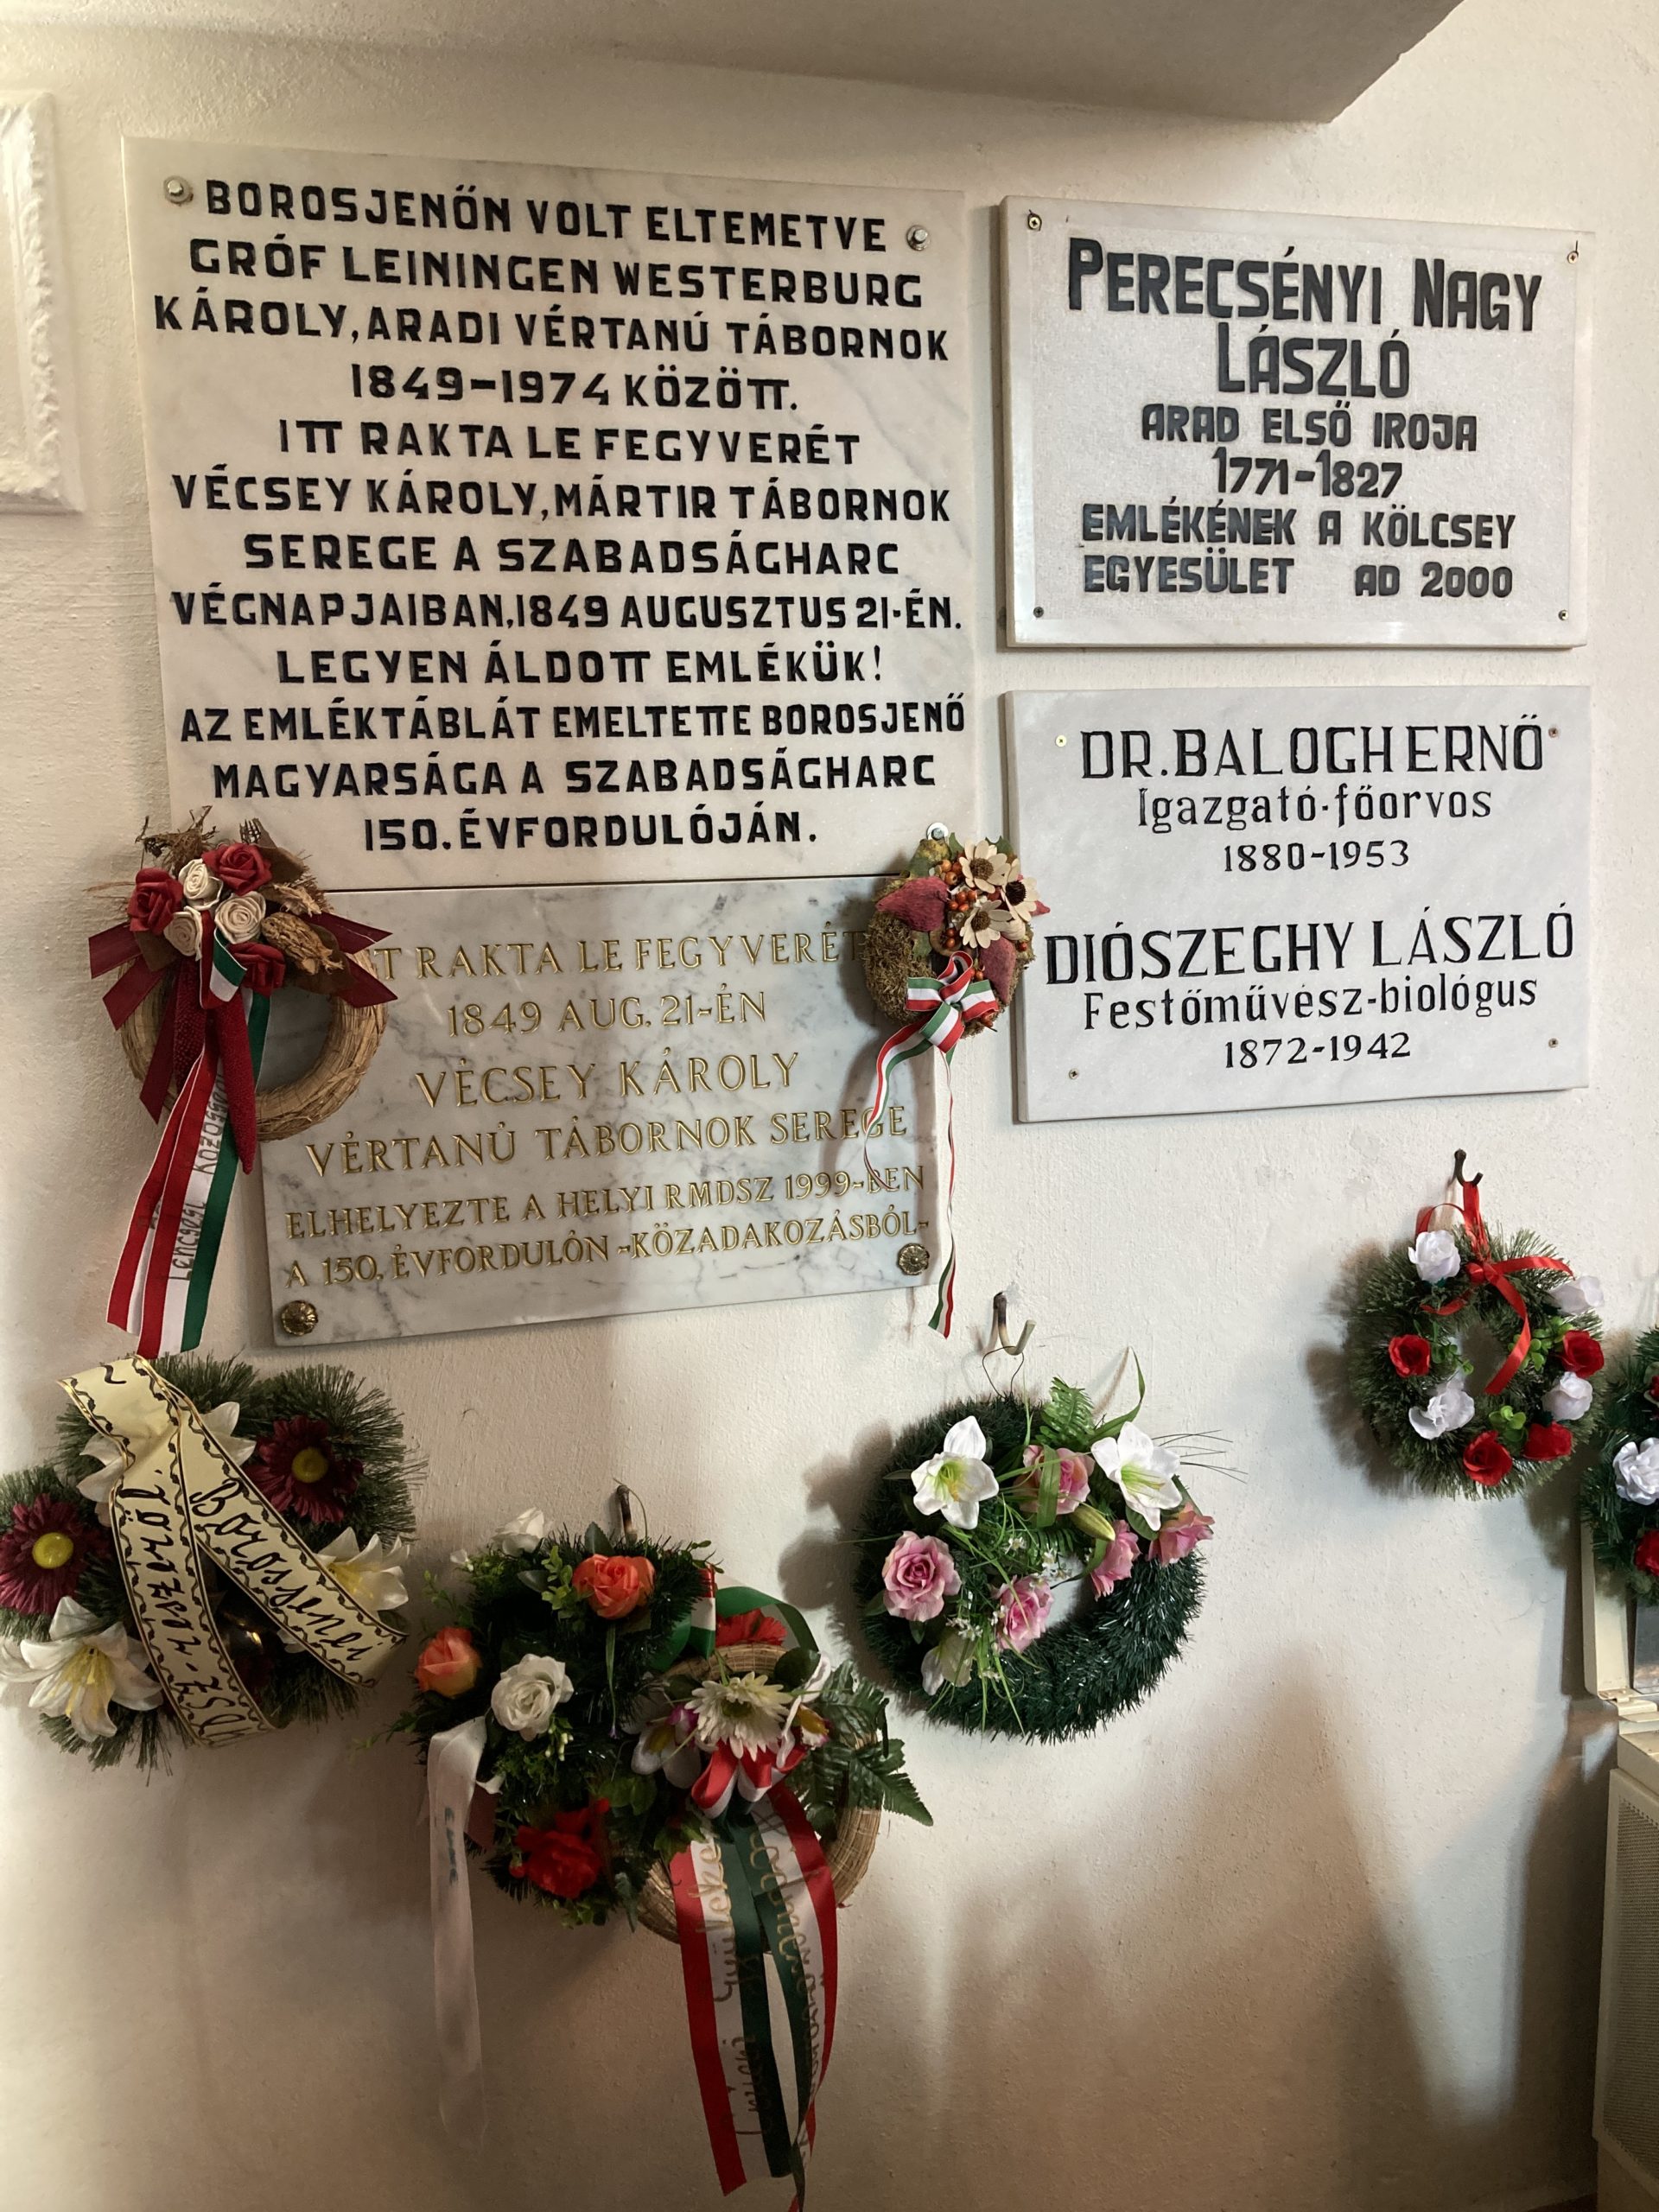 BOROSJENŐN VOLT ELTEMETVE
GRÓF LEININGEN WESTERBURG
KÁROLY, ARADI VÉRTANÚ TÁBORNOK
1849-1974 KÖZÖTT.
ITT RAKTA LE FEGYVERÉT
VÉCSEY KÁROLY, MÁRTIR TÁBORNOK
SEREGE A SZABADSÁGHARC
VÉGNAPJAIBAN, 1849 AUGUSZTUS 21-ÉN.
LEGYEN ÁLDOTT EMLÉKÜK!
AZ EMLÉKTÁBLÁT EMELTETTE BOROSJENŐ
MAGYARSÁGA A SZABADSÁGHARC
150. ÉVFORDULÓJÁN.
T RAKTA LE FEGYVERÉT
1849 AUG. 21-ÉN
VÉCSEY KÁROLY
VÉRTANÚ TÁBORNOK SEREGE
ELHELYEZTE A HELYI RMDSZ 1999-BEN
A 150. ÉVFORDULÓN -KÖZADAKOZÁSBÓL-
PERECSÉNYI NAGY
LÁSZLÓ
ARAD ELSŐ IROJA
1771-1827
EMLÉKÉNEK A KÖLCSEY
EGYESÜLET AD 2000
DR. BALOGH ERNŐ
Igazgató-főorvos
1880-1953
DIÓSZEGHY LÁSZLÓ
Festőművész-biológus
1872-1942
Lencsési Közösségi
Borossjenei